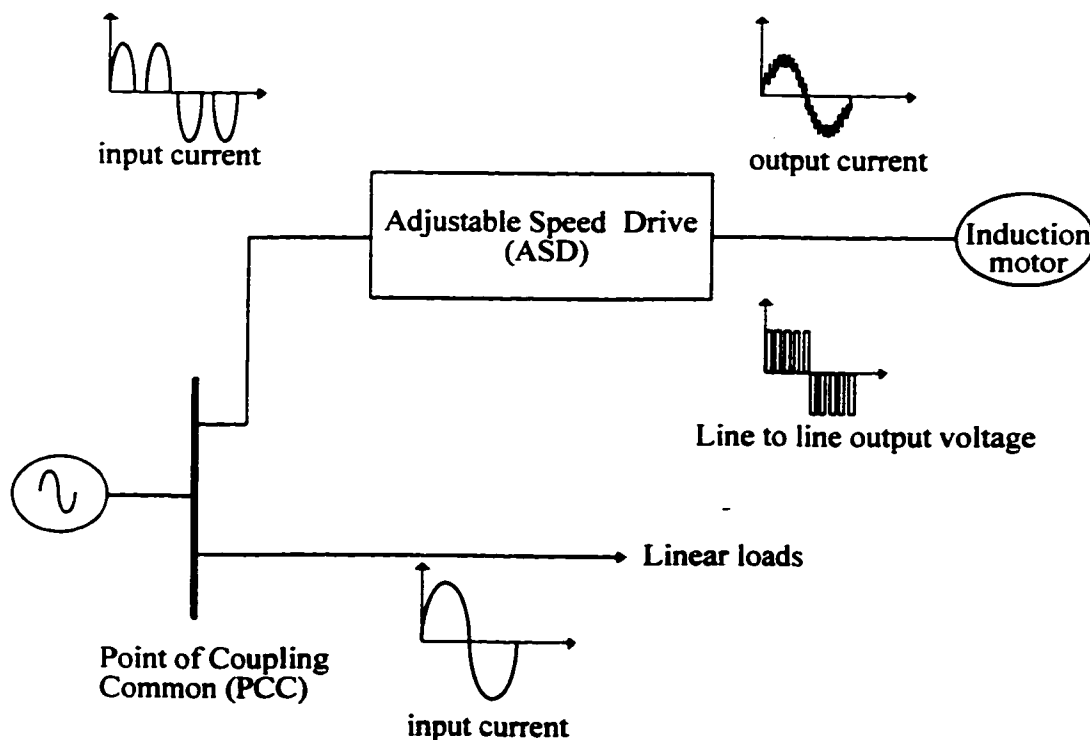 input current
output current
Adjustable Speed Drive
(ASD)
Induction
motor
Line to line output voltage
Linear loads
Point of Coupling
Common (PCC)
input current